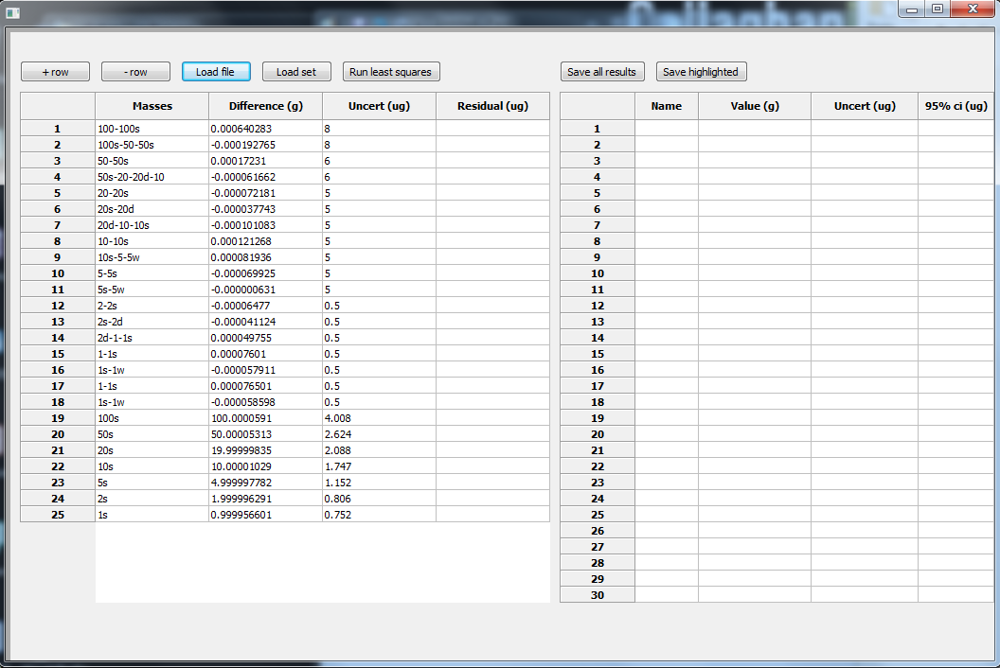 Callaghan
+ row - row Load file Load set Run least squares Save all results Save highlighted
Masses Difference (g) Uncert (ug) Residual (ug) Name Value (g) Uncert (ug) 95% ci (ug)
1 100-100s 0.000640283 8 1
2 100s-50-50s -0.000192765 8 2
3 50-50s 0.00017231 6 3
4 50s-20-20d-10 -0.000061662 6 4
5 20-20s -0.000072181 5 5
6 20s-20d -0.000037743 5 6
7 20d-10-10s -0.000101083 5 7
8 10-10s 0.000121268 5 8
9 10s-5-5w 0.000081936 5 9
10 5-5s -0.000069925 5 10
11 5s-5w -0.000000631 5 11
12 2-2s -0.00006477 0.5 12
13 2s-2d -0.000041124 0.5 13
14 2d-1-1s 0.000049755 0.5 14
15 1-1s 0.00007601 0.5 15
16 1s-1w -0.000057911 0.5 16
17 1-1s 0.000076501 0.5 17
18 1s-1w -0.000058598 0.5 18
19 100s 100.0000591 4.008 19
20 50s 50.00005313 2.624 20
21 20s 19.99999835 2.088 21
22 10s 10.00001029 1.747 22
23 5s 4.999997782 1.152 23
24 2s 1.999996291 0.806 24
25 1s 0.999956601 0.752 25
26
27
28
29
30